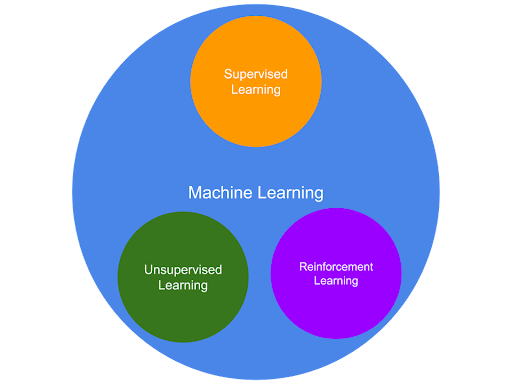 Supervised
Learning
Machine Learning
Unsupervised
Learning
Reinforcement
Learning